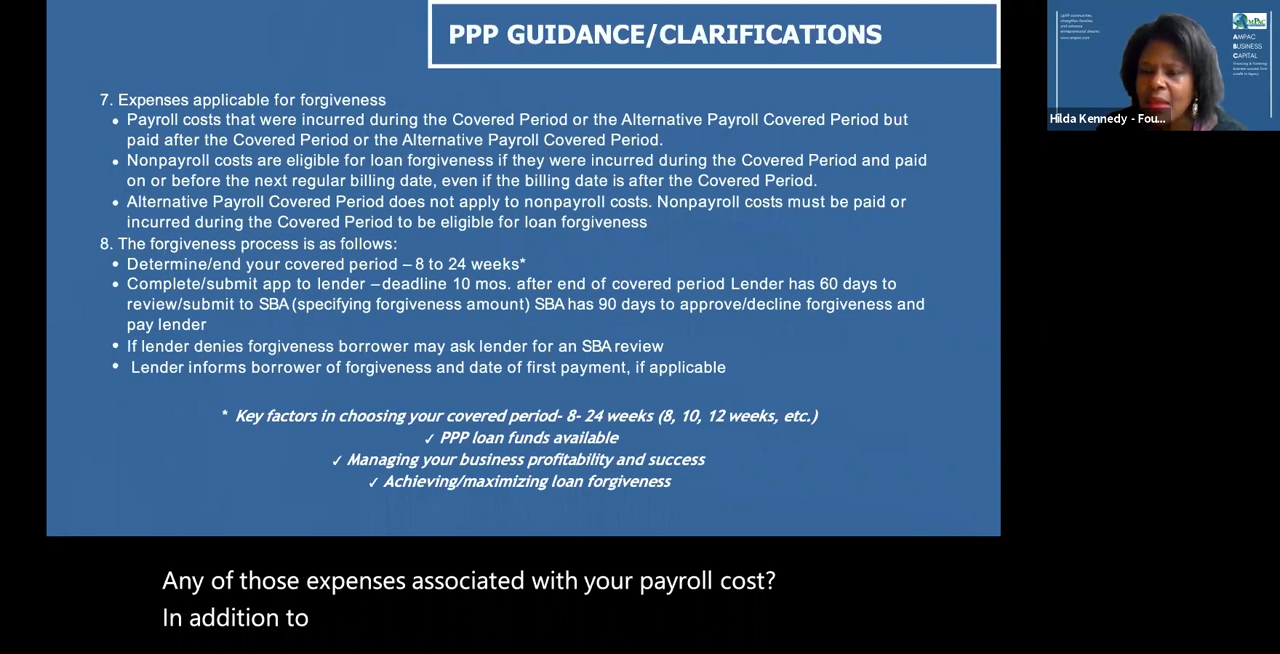 PPP GUIDANCE/CLARIFICATIONS
7. Expenses applicable for forgiveness
• Payroll costs that were incurred during the Covered Period or the Alternative Payroll Covered Period but
paid after the Covered Period or the Alternative Payroll Covered Period.
• Nonpayroll costs are eligible for loan forgiveness if they were incurred during the Covered Period and paid
on or before the next regular billing date, even if the billing date is after the Covered Period.
• Alternative Payroll Covered Period does not apply to nonpayroll costs. Nonpayroll costs must be paid or
incurred during the Covered Period to be eligible for loan forgiveness
8. The forgiveness process is as follows:
• Determine/end your covered period – 8 to 24 weeks*
• Complete/submit app to lender – deadline 10 mos. after end of covered period Lender has 60 days to
review/submit to SBA (specifying forgiveness amount) SBA has 90 days to approve/decline forgiveness and
pay lender
• If lender denies forgiveness borrower may ask lender for an SBA review
• Lender informs borrower of forgiveness and date of first payment, if applicable
* Key factors in choosing your covered period- 8- 24 weeks (8, 10, 12 weeks, etc.)
✓ PPP loan funds available
✓ Managing your business profitability and success
✓ Achieving/maximizing loan forgiveness
strengthen families,
and advance
entrepreneurial dreams
www.ampac.com
AMPAC
BUSINESS
CAPITAL
Hilda Kennedy - Fou...
Any of those expenses associated with your payroll cost?
In addition to